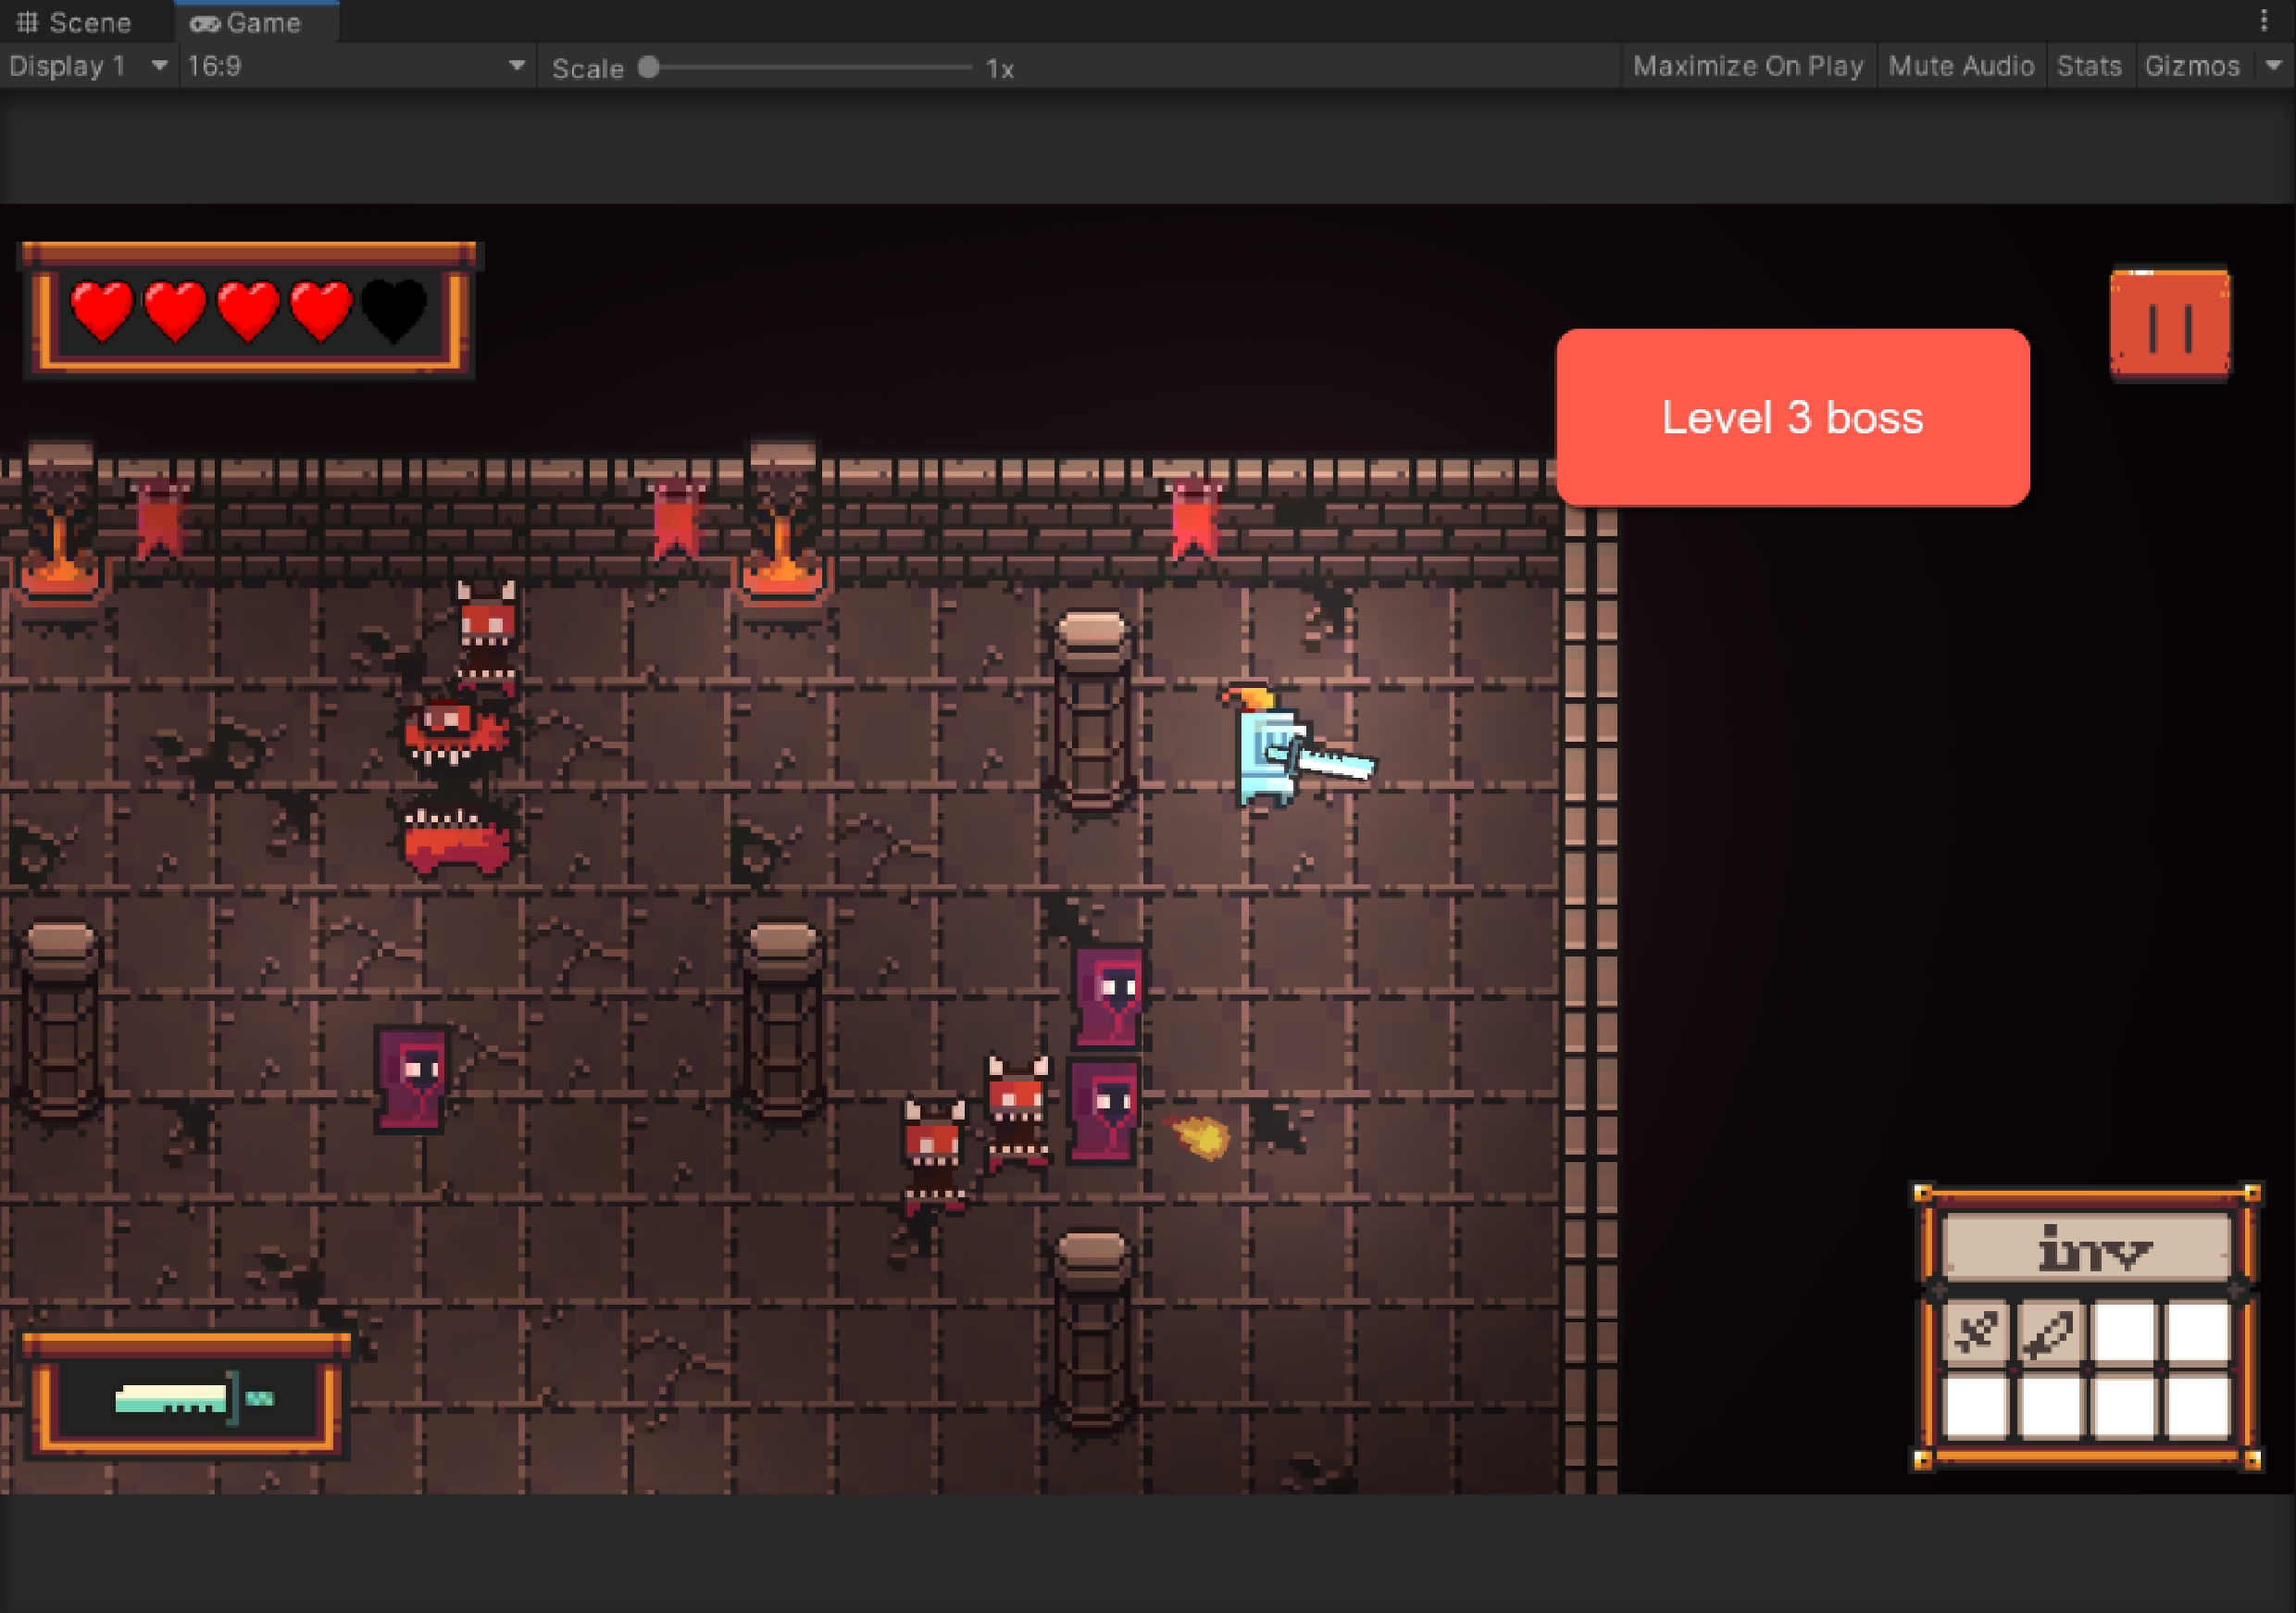 Scene
Game
Display 1
16:9
Scale
1x
Maximize On Play
Mute Audio
Stats
Gizmos
Level 3 boss
inv